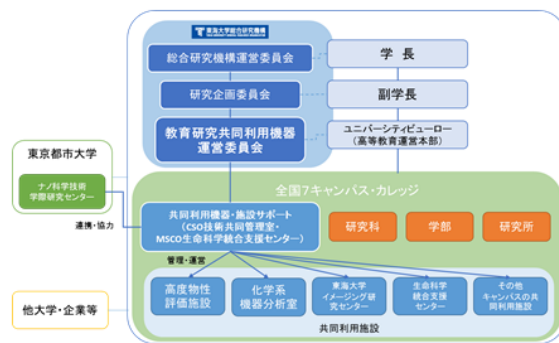 東海大学総合研究機構
総合研究機構運営委員会
学 長
研究企画委員会
副学長
教育研究共同利用機器
運営委員会
ユニバーシティビューロー
(高等教育運営本部)
東京都市大学
ナノ科学技術
学際研究センター
連携・協力
全国7キャンパス・カレッジ
共同利用機器・施設サポート
(CSO技術共同管理室・
MSCO生命科学統合支援センター)
研究科
学部
研究所
管理・運営
高度物性
評価施設
化学系
機器分析室
東海大学
イメージング研
究センター
生命科学
統合支援
センター
その他
キャンパスの共
同利用施設
共同利用施設
他大学・企業等